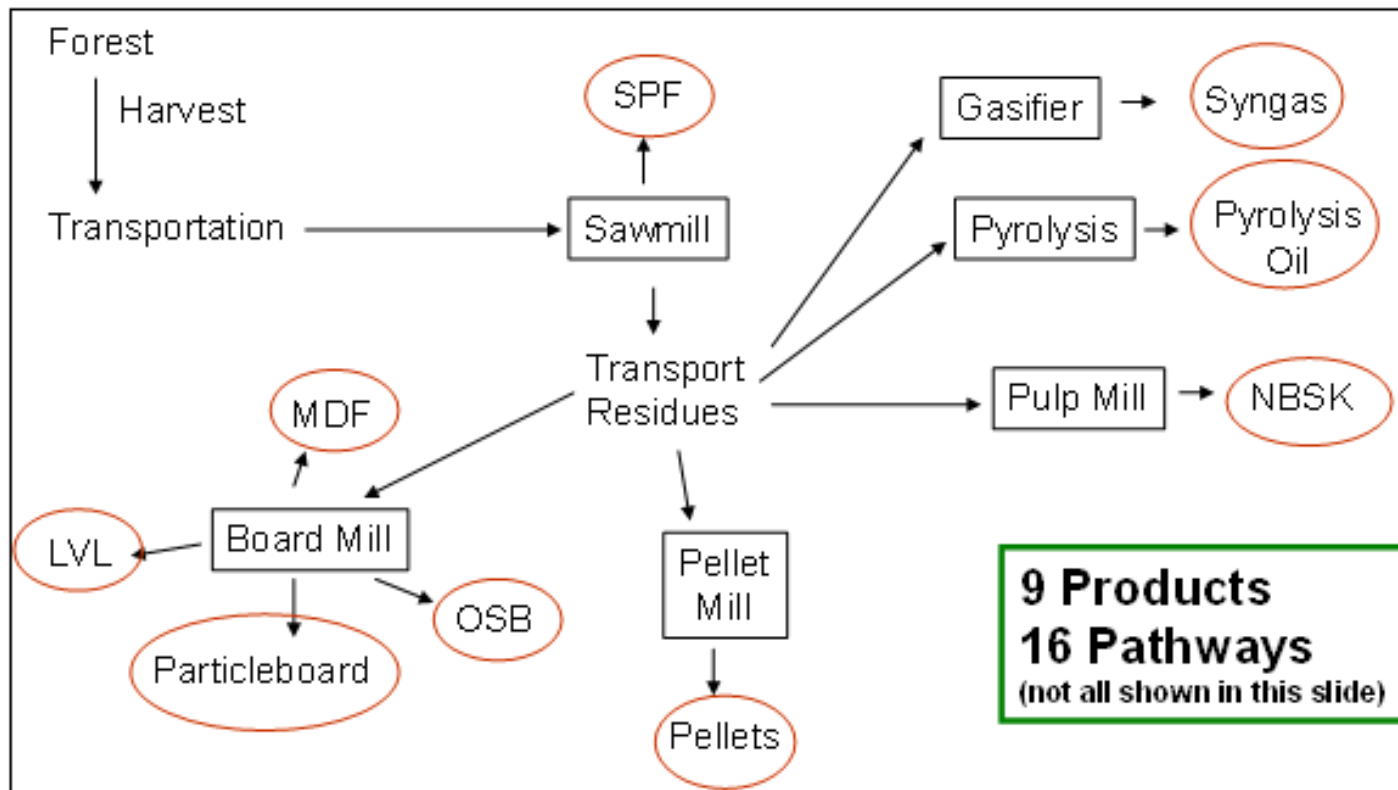 Forest
Harvest
Transportation
SPF
Sawmill
Gasifier
Syngas
Pyrolysis
Pyrolysis
Oil
Transport
Residues
Pulp Mill
NBSK
MDF
LVL
Board Mill
OSB
Particleboard
Pellet
Mill
Pellets
9 Products
16 Pathways
(not all shown in this slide)